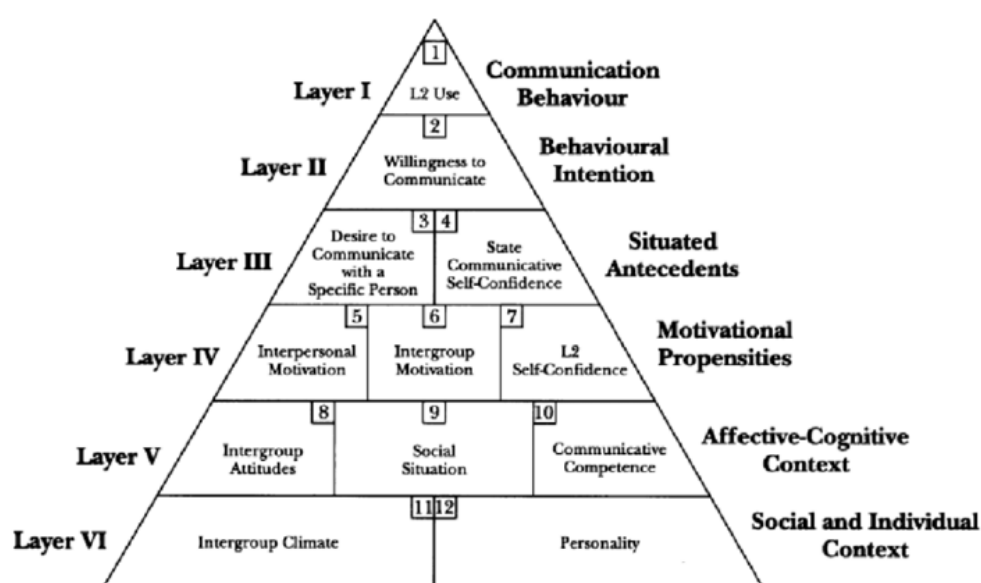 1
Layer I
L2 Use
Communication
Behaviour
2
Layer II
Willingness to
Communicate
Behavioural
Intention
3 4
Layer III
Desire to
Communicate
with a
Specific Person
State
Communicative
Self-Confidence
Situated
Antecedents
5 6 7
Layer IV
Interpersonal
Motivation
Intergroup
Motivation
L2
Self-Confidence
Motivational
Propensities
8 9 10
Layer V
Intergroup
Attitudes
Social
Situation
Communicative
Competence
Affective-Cognitive
Context
11 12
Layer VI
Intergroup Climate
Personality
Social and Individual
Context